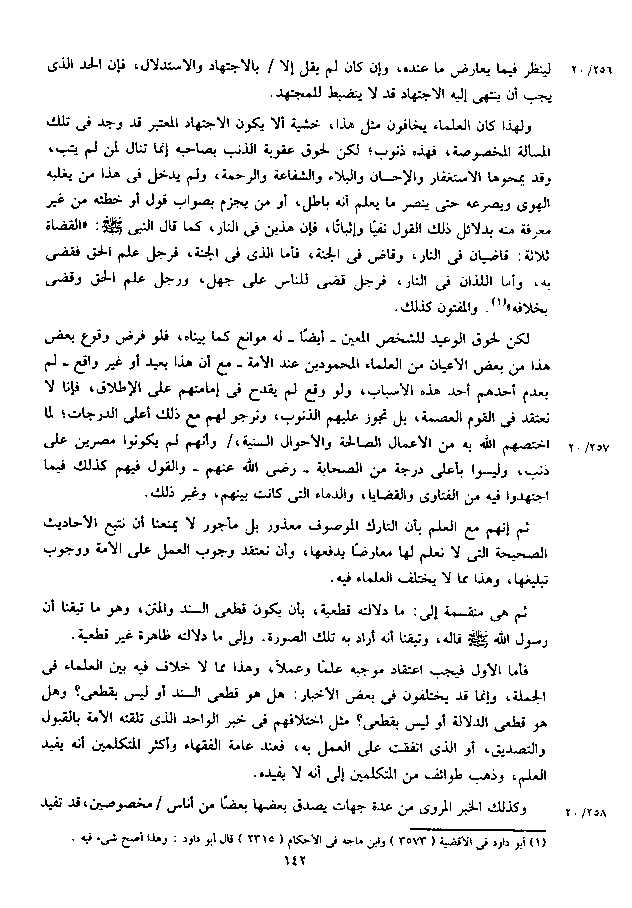 ٢٠/٢٥٦ لينظر فيما يعارض ما عنده، وإن كان لم يقل إلا / بالاجتهاد والاستدلال، فإن الحد الذى
يجب أن ينتهى إليه الاجتهاد قد لا ينضبط للمجتهد.
ولهذا كان العلماء يخافون مثل هذا، خشية ألا يكون الاجتهاد المعتبر قد وجد فى تلك
المسألة المخصوصة، فهذه ذنوب؛ لكن لحوق عقوبة الذنب بصاحبه إنما تنال لمن لم يتب،
وقد يمحوها الاستغفار والإحسان والبلاء والشفاعة والرحمة، ولم يدخل فى هذا من يغلبه
الهوى ويصرعه حتى ينصر ما يعلم أنه باطل، أو من يجزم بصواب قول أو خطئه من غير
معرفة منه بدلائل ذلك القول نفيًا وإثباتًا، فإن هذين فى النار، كما قال النبى ﷺ: «القضاة
ثلاثة: قاضيان فى النار، وقاض فى الجنة، فأما الذى فى الجنة، فرجل علم الحق فقضى
به، وأما اللذان فى النار، فرجل قضى للناس على جهل، ورجل علم الحق وقضى
بخلافه»(١). والمفتون كذلك.
لكن لحوق الوعيد للشخص المعين ـ أيضًا ـ له موانع كما بيناه، فلو فرض وقوع بعض
هذا من بعض الأعيان من العلماء المحمودين عند الأمة ـ مع أن هذا بعيد أو غير واقع ـ لم
يعدم أحدهم أحد هذه الأسباب، ولو وقع لم يقدح فى إمامتهم على الإطلاق، فإنا لا
نعتقد فى القوم العصمة، بل تجوز عليهم الذنوب، ونرجو لهم مع ذلك أعلى الدرجات؛ لما
٢٠/٢٥٧ اختصهم الله به من الأعمال الصالحة والأحوال السنية،/ وأنهم لم يكونوا مصرين على
ذنب، وليسوا بأعلى درجة من الصحابة ـ رضى الله عنهم ـ والقول فيهم كذلك فيما
اجتهدوا فيه من الفتاوى والقضايا، والدماء التى كانت بينهم، وغير ذلك.
ثم إنهم مع العلم بأن التارك الموصوف معذور بل مأجور لا يمنعنا أن نتبع الأحاديث
الصحيحة التى لا نعلم لها معارضًا يدفعها، وأن نعتقد وجوب العمل على الأمة ووجوب
تبليغها، وهذا مما لا يختلف العلماء فيه.
ثم هى منقسمة إلى: ما دلالته قطعية، بأن يكون قطعى السند والمتن، وهو ما تيقنا أن
رسول الله ﷺ قاله، وتيقنا أنه أراد به تلك الصورة. وإلى ما دلالته ظاهرة غير قطعية.
فأما الأول فيجب اعتقاد موجبه علمًا وعملاً، وهذا مما لا خلاف فيه بين العلماء فى
الجملة، وإنما قد يختلفون فى بعض الأخبار: هل هو قطعى السند أو ليس بقطعى؟ وهل
هو قطعى الدلالة أو ليس بقطعى؟ مثل اختلافهم فى خبر الواحد الذى تلقته الأمة بالقبول
والتصديق، أو الذى اتفقت على العمل به، فعند عامة الفقهاء وأكثر المتكلمين أنه يفيد
العلم، وذهب طوائف من المتكلمين إلى أنه لا يفيده.
٢٠/٢٥٨ وكذلك الخبر المروى من عدة جهات يصدق بعضها بعضًا من أناس / مخصوصين، قد تفيد
(١) أبو داود فى الأقضية ( ٣٥٧٣ ) وابن ماجه فى الأحكام ( ٢٣١٥ ) قال أبو داود : وهذا أصح شىء فيه .
١٤٢